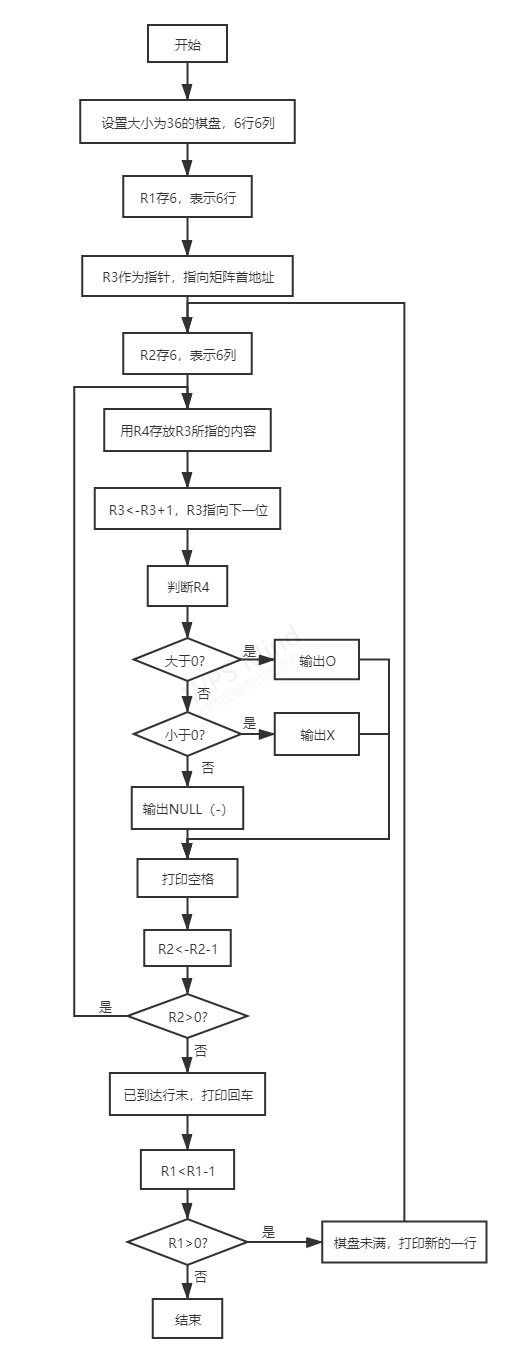 开始
设置大小为36的棋盘，6行6列
R1存6，表示6行
R3作为指针，指向矩阵首地址
R2存6，表示6列
用R4存放R3所指的内容
R3<-R3+1，R3指向下一位
判断R4
大于0?
是
输出O
否
小于0?
是
输出X
否
输出NULL（-）
打印空格
R2<-R2-1
R2>0?
是
否
已到达行末，打印回车
R1<R1-1
R1>0?
是
棋盘未满，打印新的一行
否
结束
WPS Mind